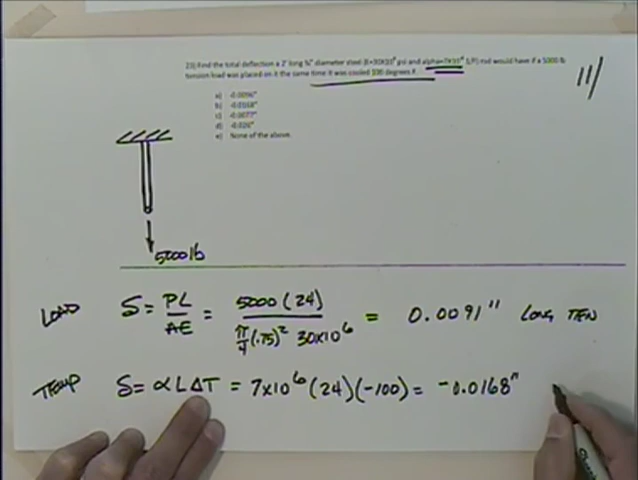 23) Find the total deflection a 2' long ¾" diameter steel (E=30X10⁶ psi and alpha=7X10⁻⁶ 1/F) rod would have if a 5000 lb
tension load was placed on it the same time it was cooled 100 degrees F.
11/
a) -0.0096"
b) -0.0168"
c) -0.0077"
d) -0.026"
e) None of the above.
5000 lb
LOAD δ = PL/AE = 5000 (24) / π/4 (.75)² 30x10⁶ = 0.0091" LONG TEN
TEMP δ = αLΔT = 7x10⁶ (24)(-100) = -0.0168"